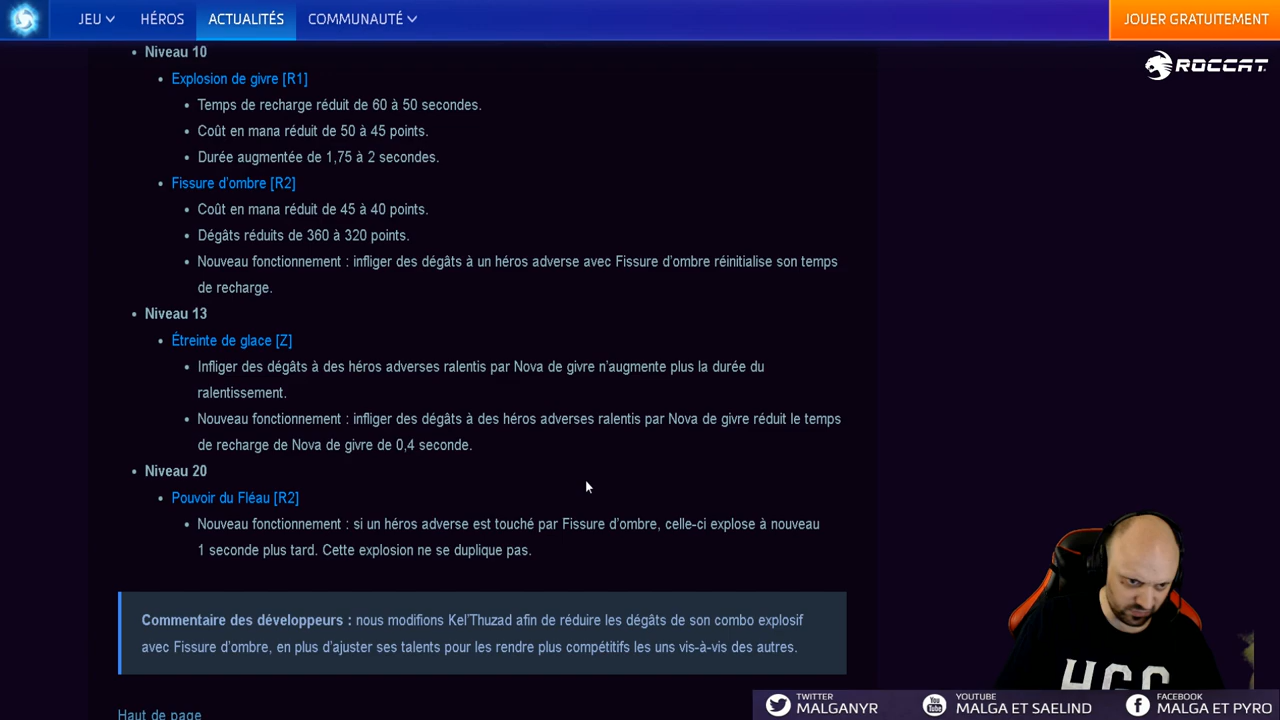 JEU
HÉROS
ACTUALITÉS
COMMUNAUTÉ
JOUER GRATUITEMENT
ROCCAT
Niveau 10
Explosion de givre [R1]
Temps de recharge réduit de 60 à 50 secondes.
Coût en mana réduit de 50 à 45 points.
Durée augmentée de 1,75 à 2 secondes.
Fissure d'ombre [R2]
Coût en mana réduit de 45 à 40 points.
Dégâts réduits de 360 à 320 points.
Nouveau fonctionnement : infliger des dégâts à un héros adverse avec Fissure d'ombre réinitialise son temps
de recharge.
Niveau 13
Étreinte de glace [Z]
Infliger des dégâts à des héros adverses ralentis par Nova de givre n'augmente plus la durée du
ralentissement.
Nouveau fonctionnement : infliger des dégâts à des héros adverses ralentis par Nova de givre réduit le temps
de recharge de Nova de givre de 0,4 seconde.
Niveau 20
Pouvoir du Fléau [R2]
Nouveau fonctionnement : si un héros adverse est touché par Fissure d'ombre, celle-ci explose à nouveau
1 seconde plus tard. Cette explosion ne se duplique pas.
Commentaire des développeurs : nous modifions Kel'Thuzad afin de réduire les dégâts de son combo explosif
avec Fissure d'ombre, en plus d'ajuster ses talents pour les rendre plus compétitifs les uns vis-à-vis des autres.
Haut de page
HGC
TWITTER
MALGANYR
YOUTUBE
MALGA ET SAELIND
FACEBOOK
MALGA ET PYRO